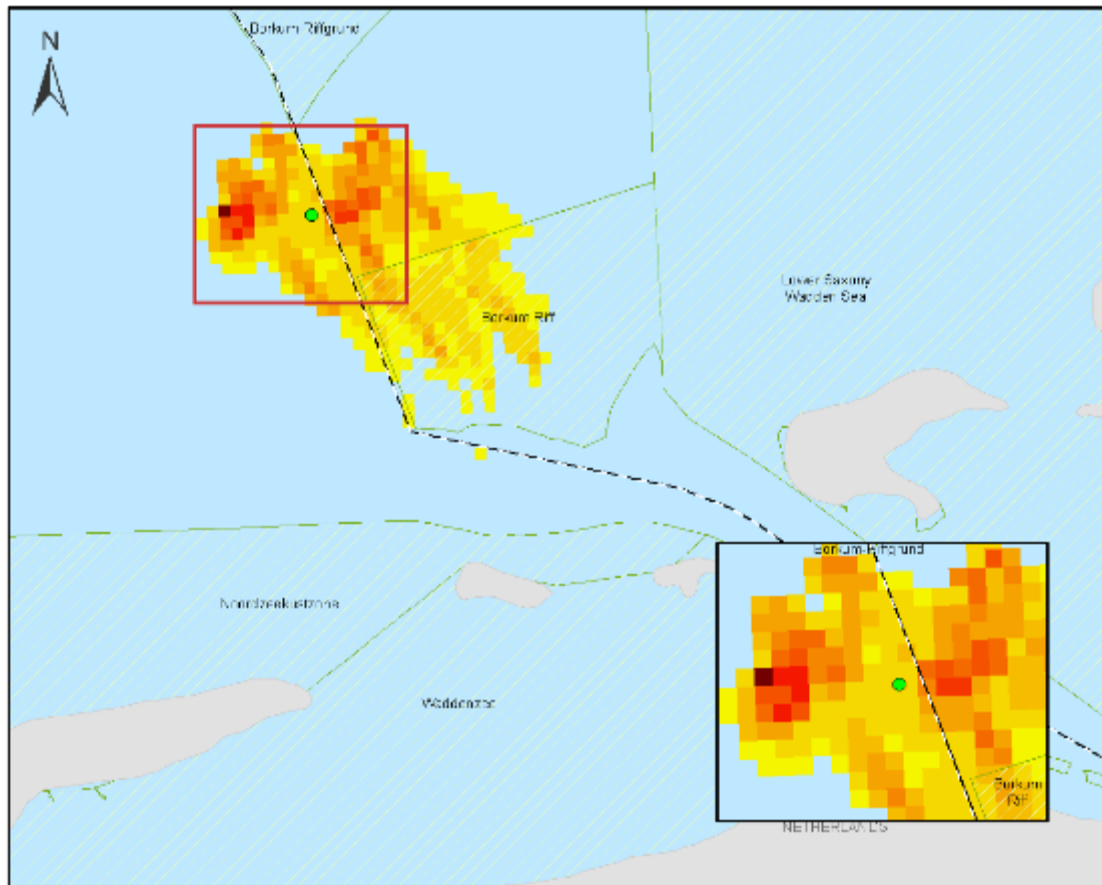 N
Borkum-Riffgrund
Lower Saxony
Wadden Sea
Borkum Riff
Noordzeekustzone
Waddenzee
Borkum-Riffgrund
Borkum
Riff
NETHERLANDS